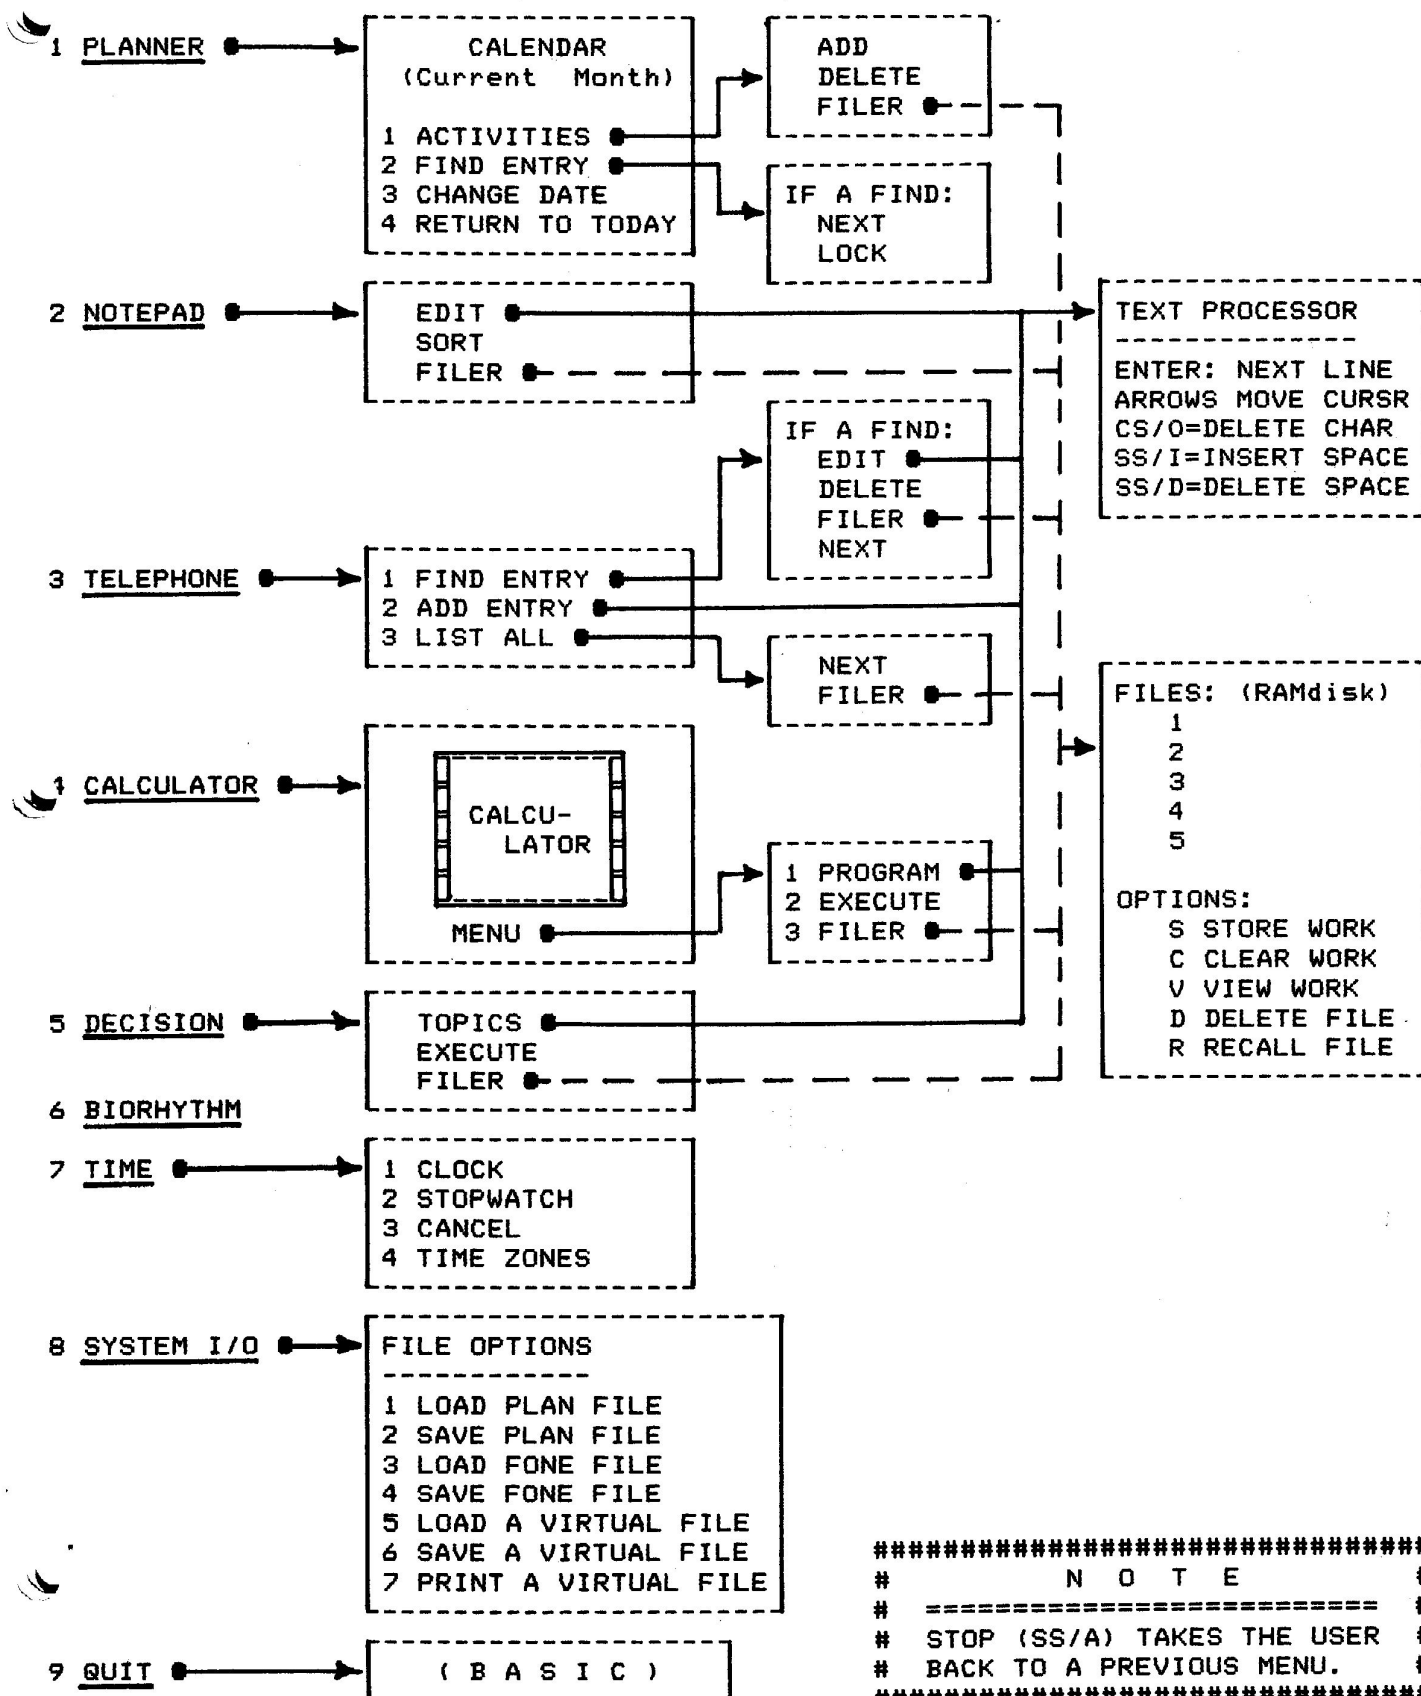 1 PLANNER
CALENDAR
(Current Month)
1 ACTIVITIES
2 FIND ENTRY
3 CHANGE DATE
4 RETURN TO TODAY
ADD
DELETE
FILER
IF A FIND:
NEXT
LOCK
2 NOTEPAD
EDIT
SORT
FILER
TEXT PROCESSOR
--------------
ENTER: NEXT LINE
ARROWS MOVE CURSR
CS/O=DELETE CHAR
SS/I=INSERT SPACE
SS/D=DELETE SPACE
IF A FIND:
EDIT
DELETE
FILER
NEXT
3 TELEPHONE
1 FIND ENTRY
2 ADD ENTRY
3 LIST ALL
NEXT
FILER
FILES: (RAMdisk)
1
2
3
4
5
OPTIONS:
S STORE WORK
C CLEAR WORK
V VIEW WORK
D DELETE FILE
R RECALL FILE
4 CALCULATOR
CALCU-
LATOR
MENU
1 PROGRAM
2 EXECUTE
3 FILER
5 DECISION
TOPICS
EXECUTE
FILER
6 BIORHYTHM
7 TIME
1 CLOCK
2 STOPWATCH
3 CANCEL
4 TIME ZONES
8 SYSTEM I/O
FILE OPTIONS
------------
1 LOAD PLAN FILE
2 SAVE PLAN FILE
3 LOAD FONE FILE
4 SAVE FONE FILE
5 LOAD A VIRTUAL FILE
6 SAVE A VIRTUAL FILE
7 PRINT A VIRTUAL FILE
9 QUIT
( B A S I C )
################################
# N O T E #
# ========================== #
# STOP (SS/A) TAKES THE USER #
# BACK TO A PREVIOUS MENU. #
################################